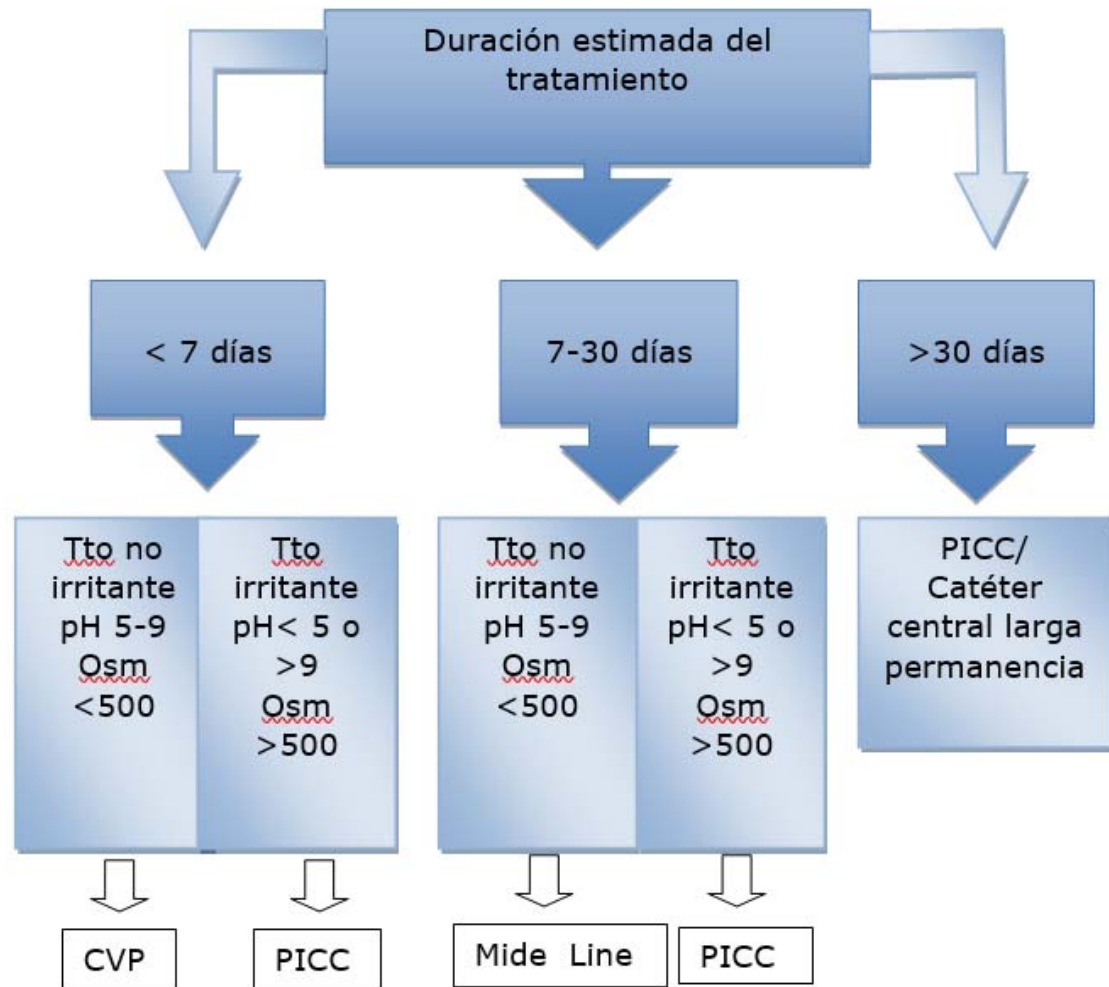 Duración estimada del
tratamiento
< 7 días
7-30 días
>30 días
Tto no
irritante
pH 5-9
Osm
<500
Tto
irritante
pH< 5 o
>9
Osm
>500
Tto no
irritante
pH 5-9
Osm
<500
Tto
irritante
pH< 5 o
>9
Osm
>500
PICC/
Catéter
central larga
permanencia
CVP
PICC
Mide Line
PICC